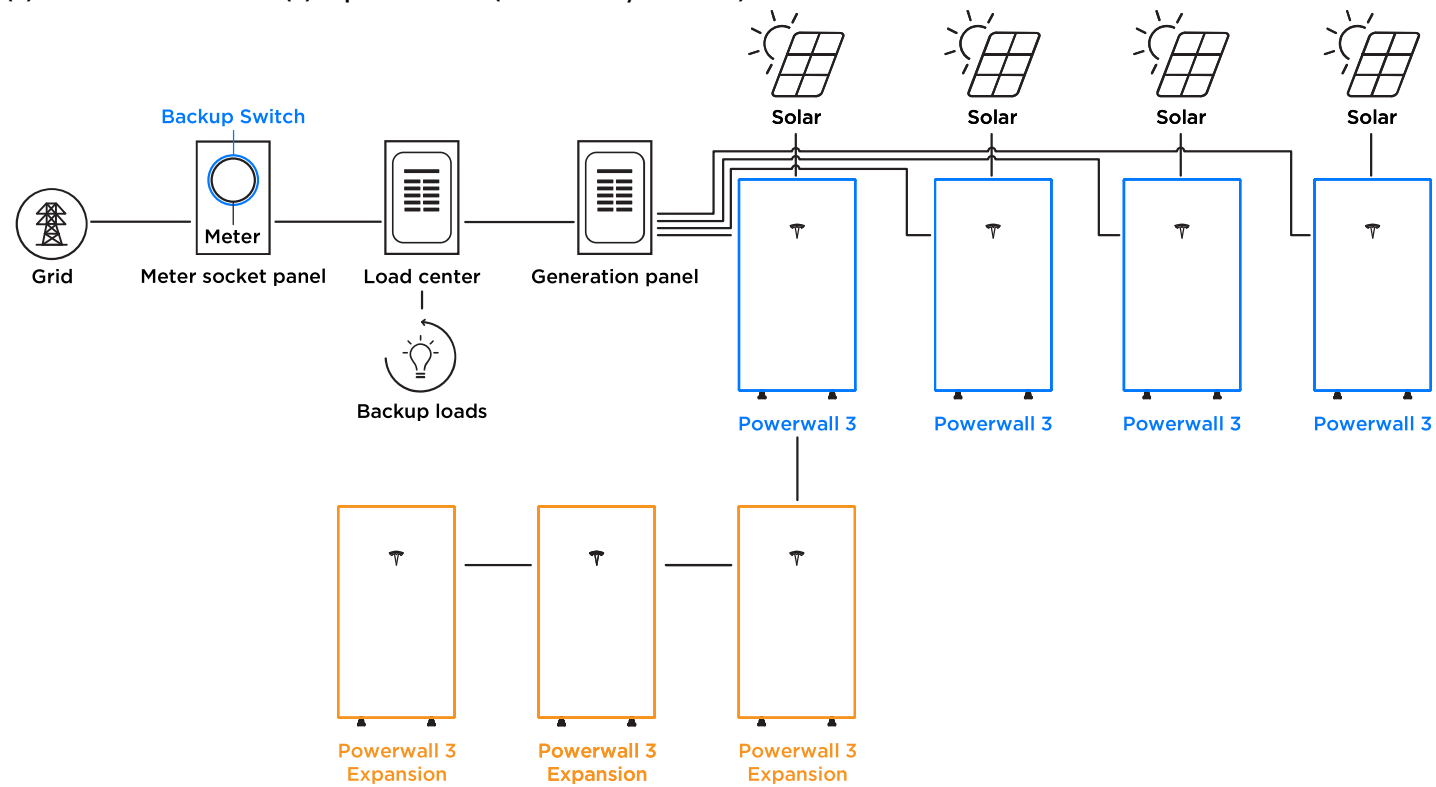 Solar
Solar
Solar
Solar
Backup Switch
Meter
Grid
Meter socket panel
Load center
Generation panel
Backup loads
Powerwall 3
Powerwall 3
Powerwall 3
Powerwall 3
Powerwall 3
Expansion
Powerwall 3
Expansion
Powerwall 3
Expansion